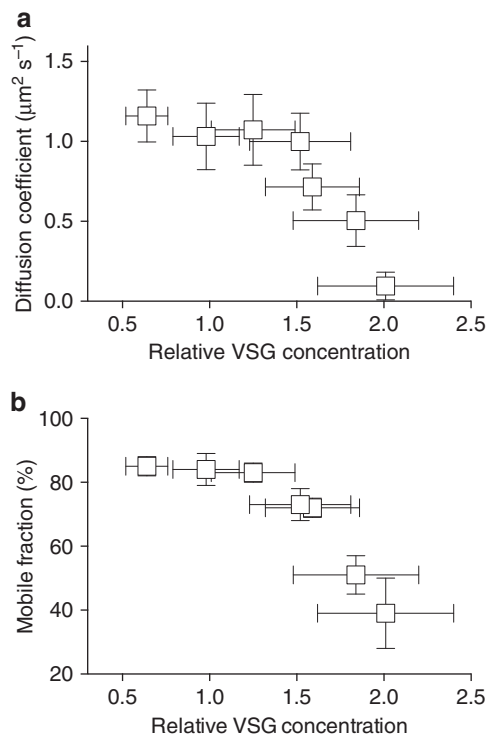 a
Diffusion coefficient (μm² s⁻¹)
1.5
1.0
0.5
0.0
0.5 1.0 1.5 2.0 2.5
Relative VSG concentration
b
Mobile fraction (%)
100
80
60
40
20
0.5 1.0 1.5 2.0 2.5
Relative VSG concentration